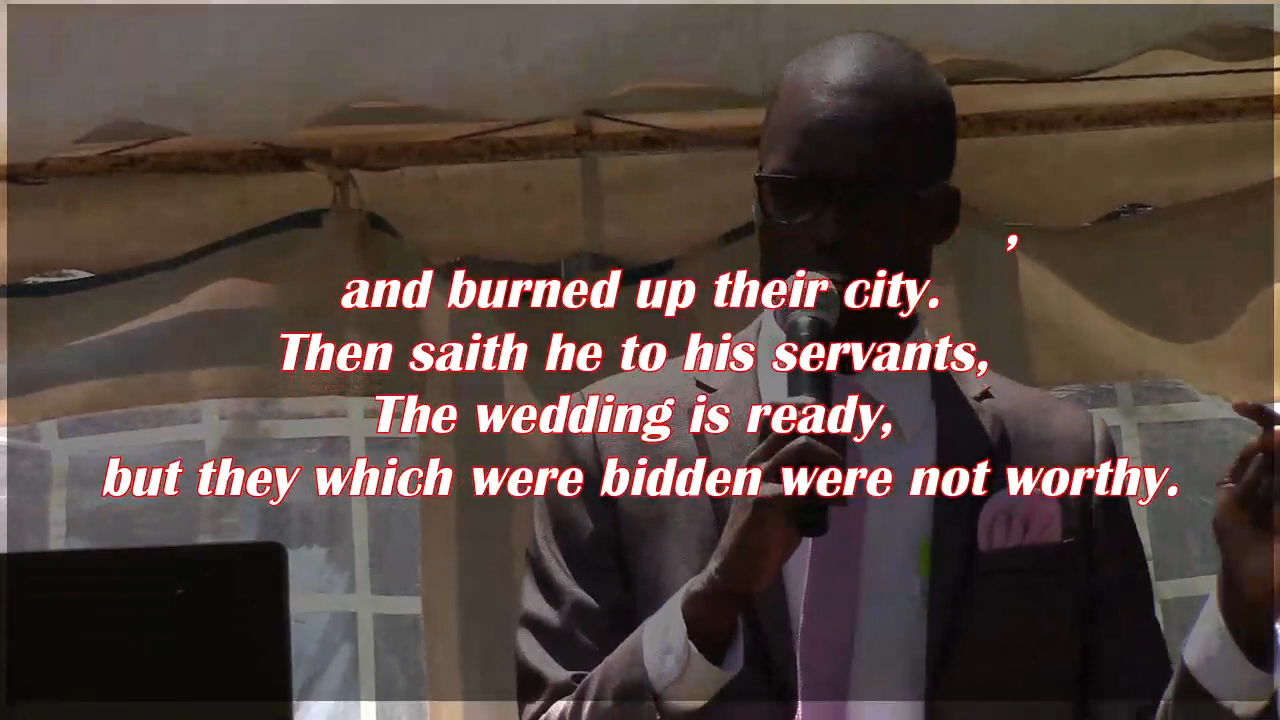 ,
and burned up their city.
Then saith he to his servants,
The wedding is ready,
but they which were bidden were not worthy.